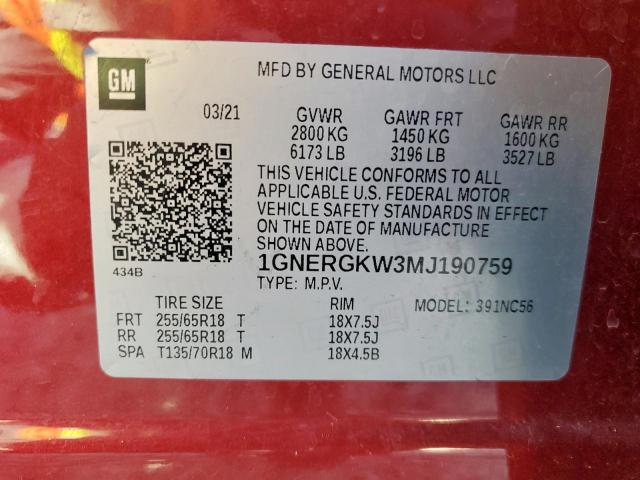 GM
MFD BY GENERAL MOTORS LLC
03/21 GVWR GAWR FRT GAWR RR
2800 KG 1450 KG 1600 KG
6173 LB 3196 LB 3527 LB
THIS VEHICLE CONFORMS TO ALL
APPLICABLE U.S. FEDERAL MOTOR
VEHICLE SAFETY STANDARDS IN EFFECT
ON THE DATE OF MANUFACTURE
SHOWN ABOVE.
434B 1GNERGKW3MJ190759
TYPE: M.P.V.
TIRE SIZE RIM MODEL: 391NC56
FRT 255/65R18 T 18X7.5J
RR 255/65R18 T 18X7.5J
SPA T135/70R18 M 18X4.5B